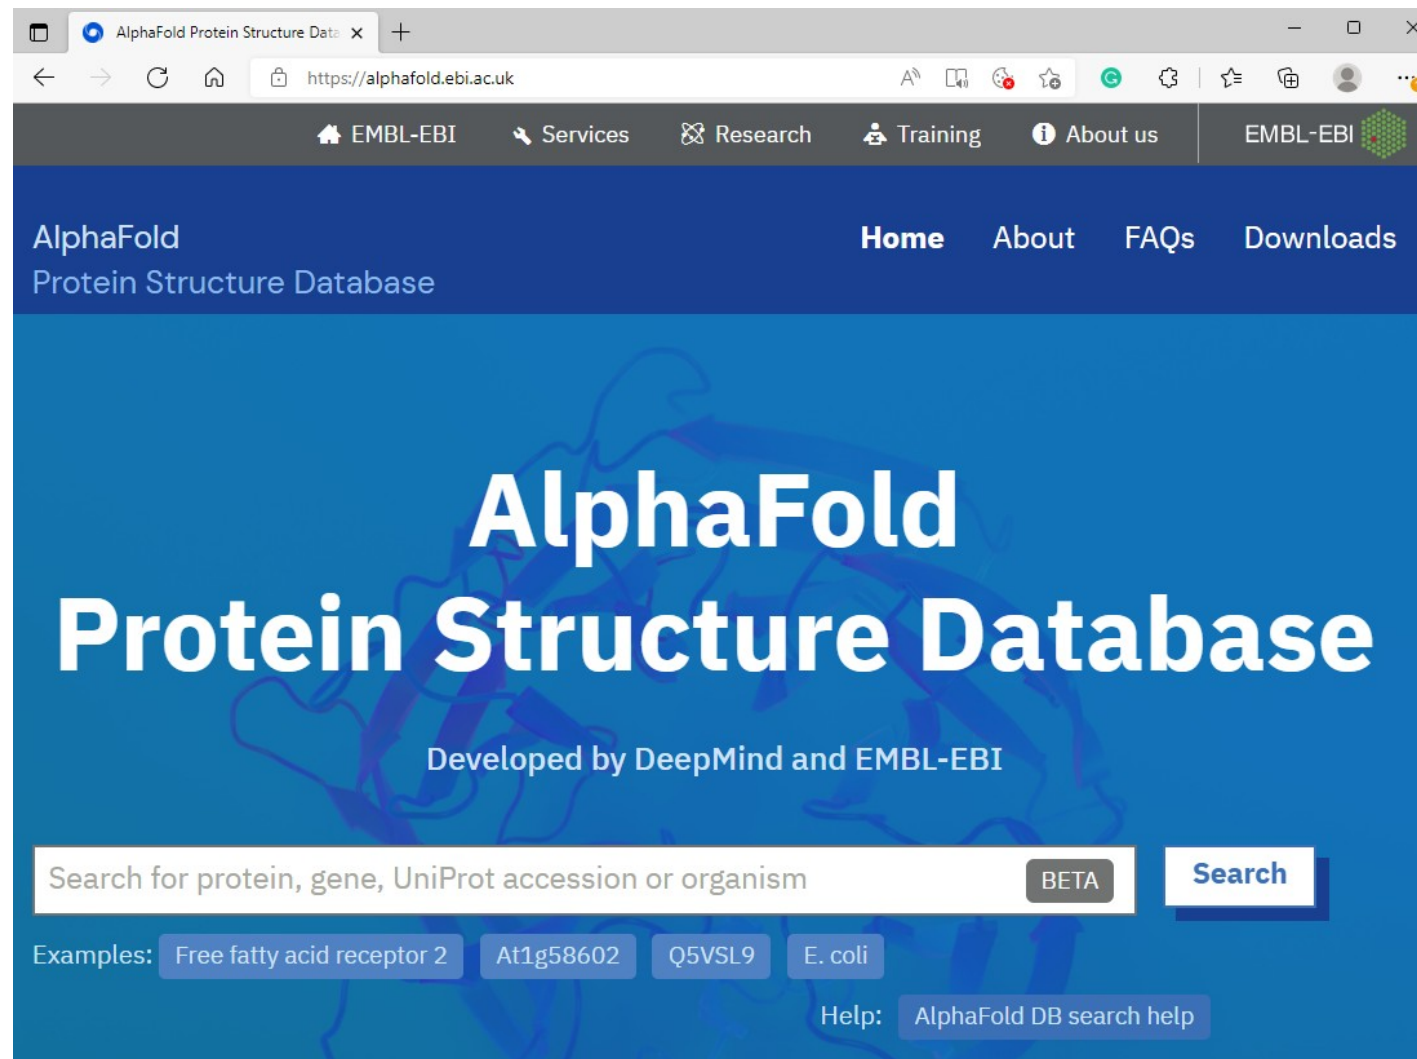 AlphaFold Protein Structure Data
https://alphafold.ebi.ac.uk
EMBL-EBI Services Research Training About us EMBL-EBI
AlphaFold
Protein Structure Database
Home About FAQs Downloads
AlphaFold
Protein Structure Database
Developed by DeepMind and EMBL-EBI
Search for protein, gene, UniProt accession or organism BETA Search
Examples: Free fatty acid receptor 2 At1g58602 Q5VSL9 E. coli
Help: AlphaFold DB search help